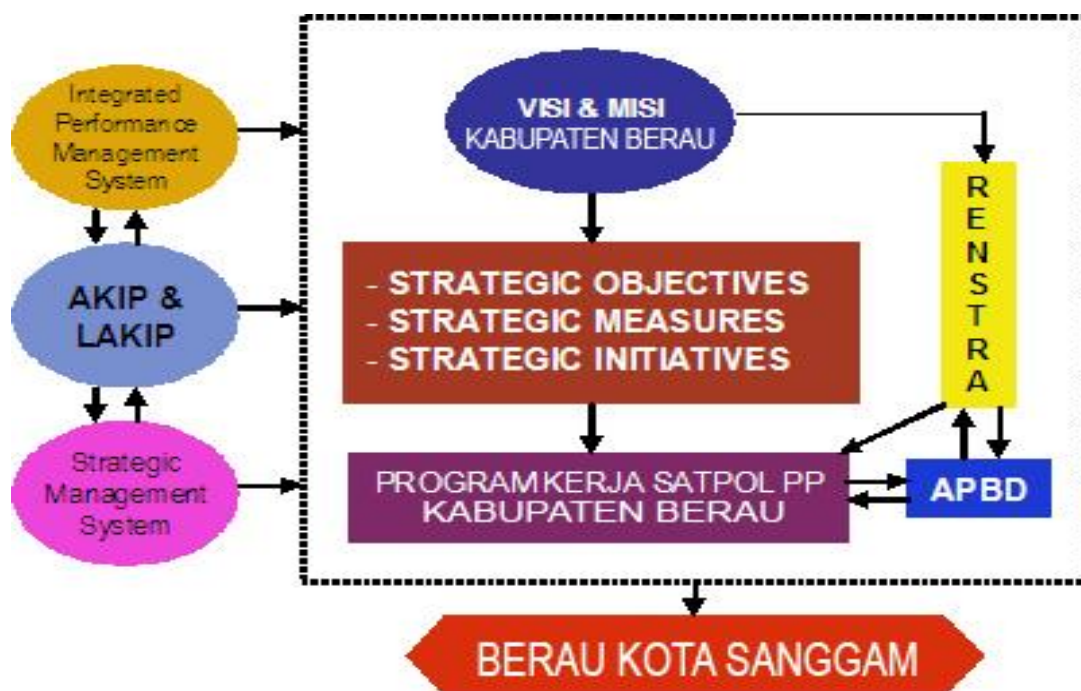 Integrated
Performance
Management
System
AKIP &
LAKIP
Strategic
Management
System
VISI & MISI
KABUPATEN BERAU
- STRATEGIC OBJECTIVES
- STRATEGIC MEASURES
- STRATEGIC INITIATIVES
PROGRAM KERJA SATPOL PP
KABUPATEN BERAU
R
E
N
S
T
R
A
APBD
BERAU KOTA SANGGAM